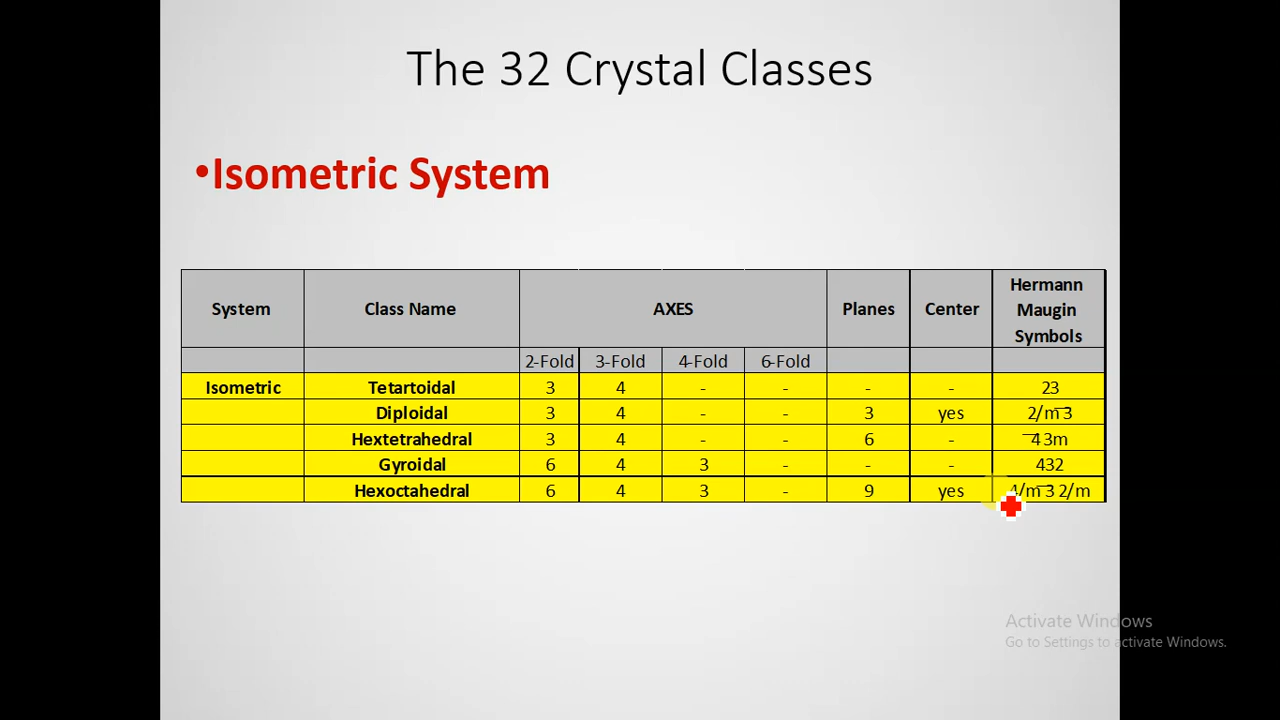 The 32 Crystal Classes
•Isometric System
System Class Name AXES Planes Center Hermann Maugin Symbols
2-Fold 3-Fold 4-Fold 6-Fold
Isometric Tetartoidal 3 4 - - - - 23
Diploidal 3 4 - - 3 yes 2/m 3̅
Hextetrahedral 3 4 - - 6 - 4̅ 3m
Gyroidal 6 4 3 - - - 432
Hexoctahedral 6 4 3 - 9 yes 4/m 3̅ 2/m
Activate Windows
Go to Settings to activate Windows.